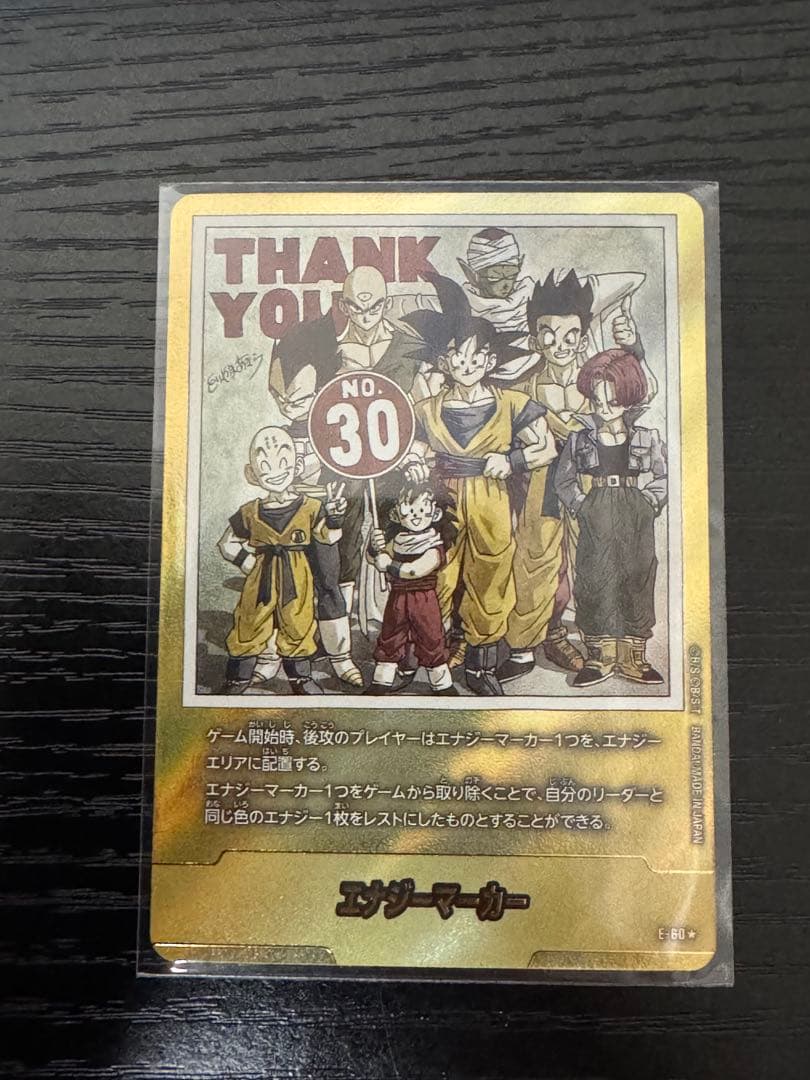 THANK
YOU
NO.
30
ゲーム開始時、後攻のプレイヤーはエナジーマーカー1つを、エナジー
エリアに配置する。
エナジーマーカー1つをゲームから取り除くことで、自分のリーダーと
同じ色のエナジー1枚をレストにしたものとすることができる。
©B/S ©B/S・T BANDAI MADE IN JAPAN
エナジーマーカー
E-60★